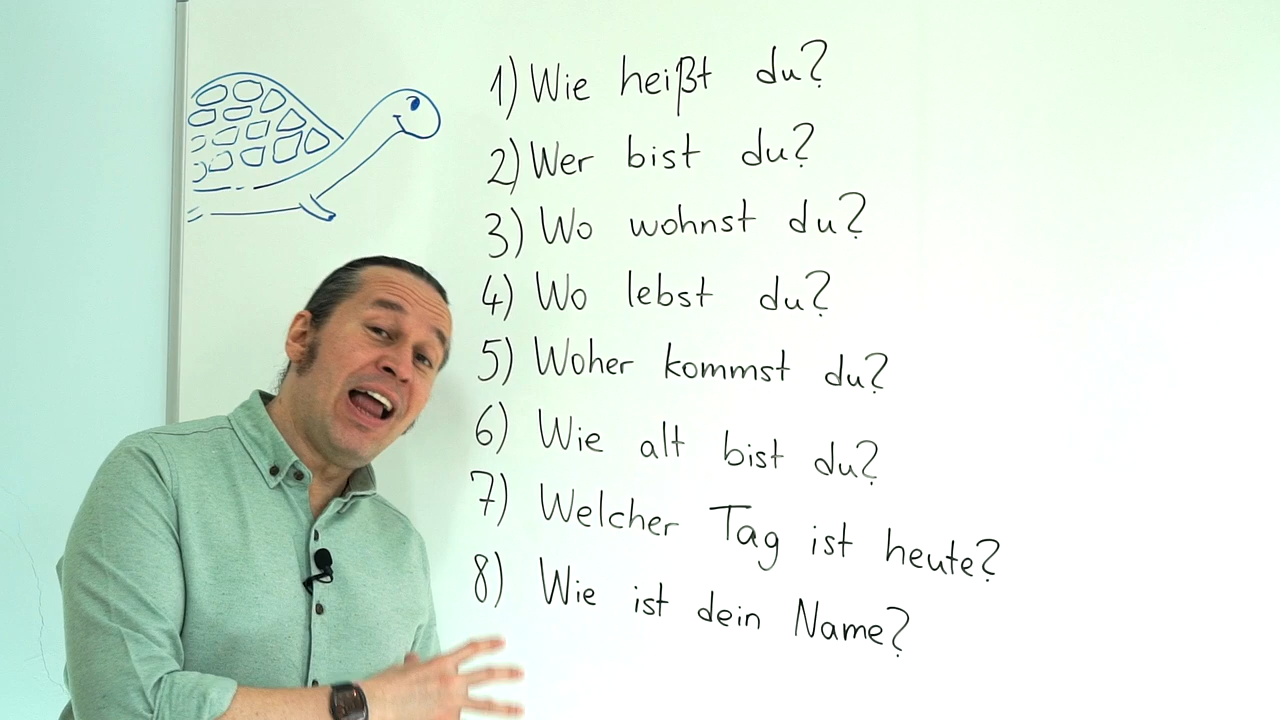 1) Wie heißt du?
2) Wer bist du?
3) Wo wohnst du?
4) Wo lebst du?
5) Woher kommst du?
6) Wie alt bist du?
7) Welcher Tag ist heute?
8) Wie ist dein Name?